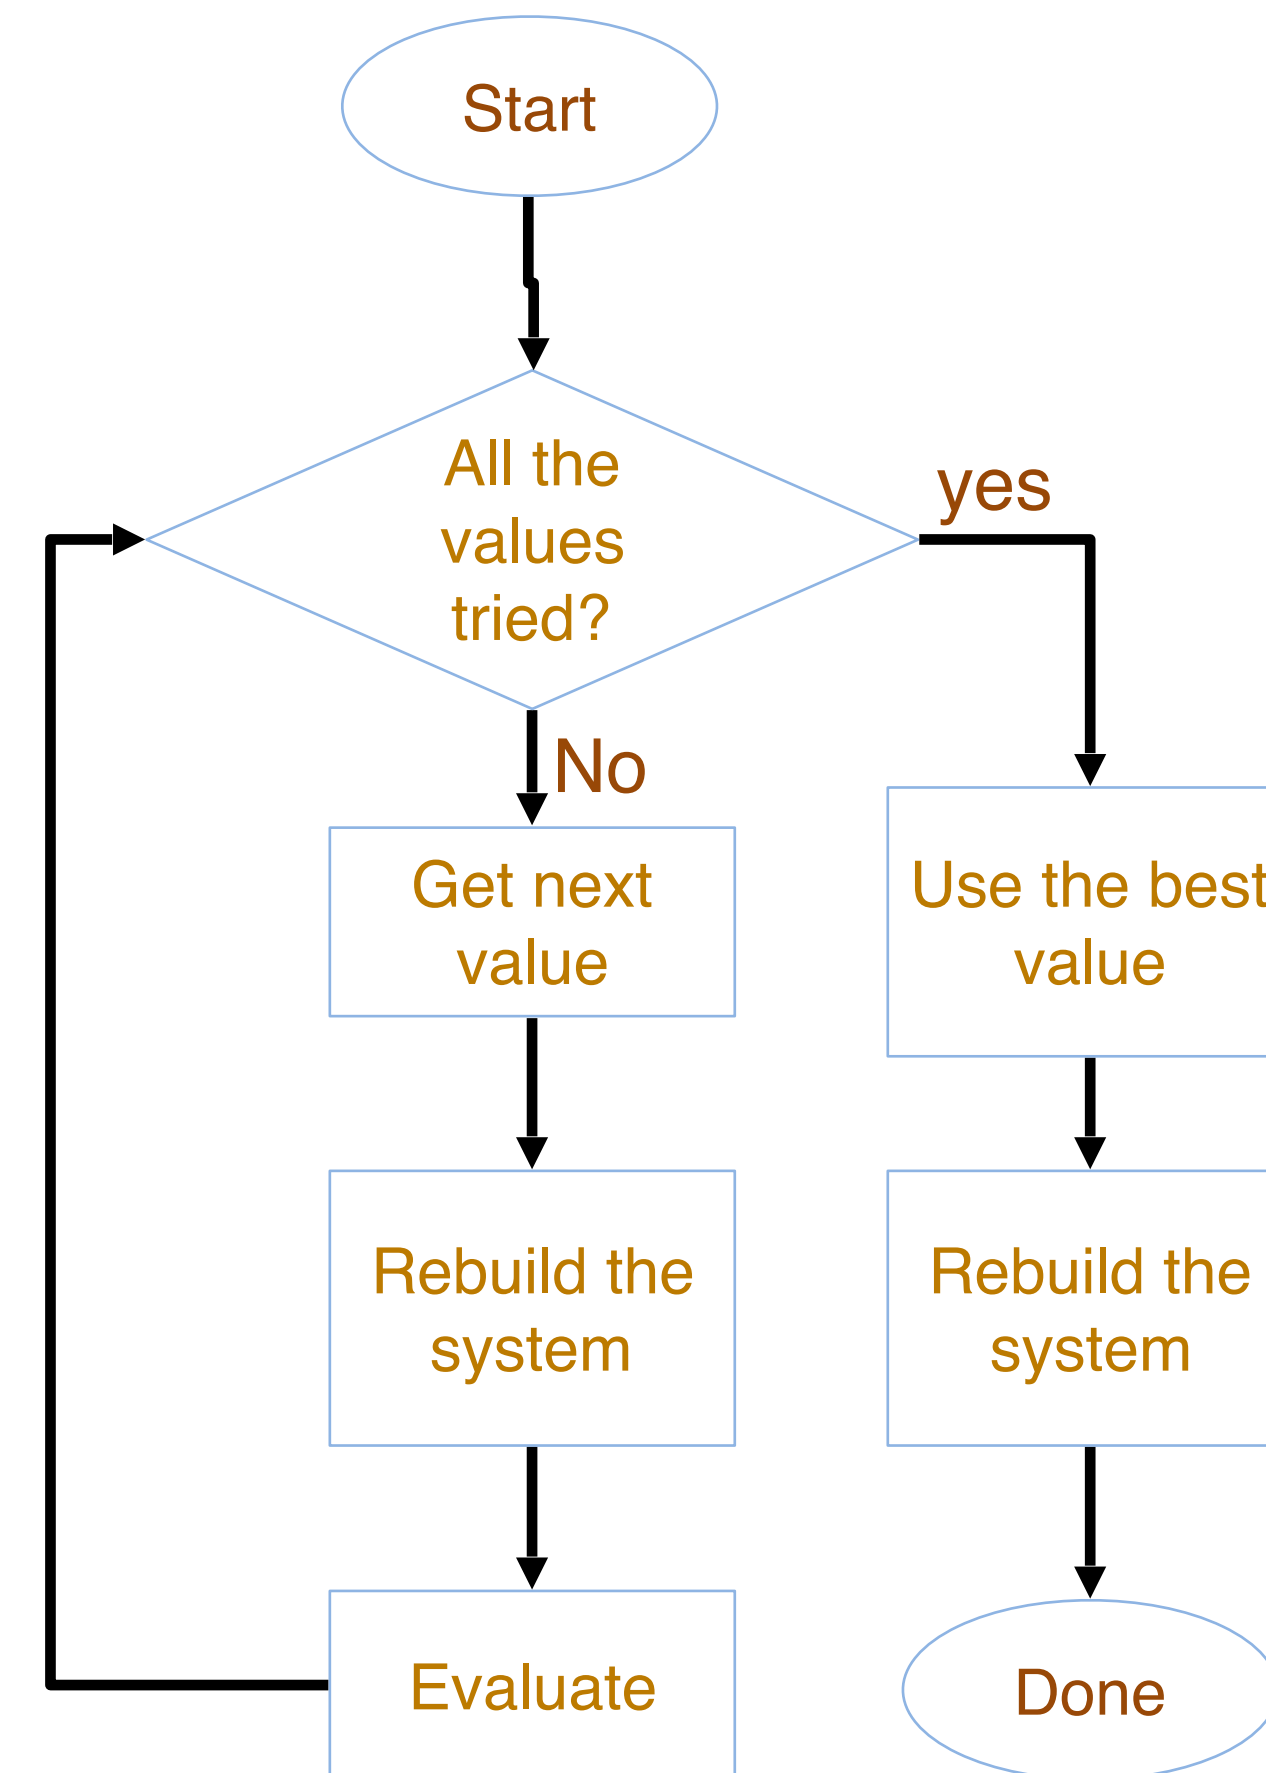 Start
All the
values
tried?
yes
No
Get next
value
Use the best
value
Rebuild the
system
Rebuild the
system
Evaluate
Done